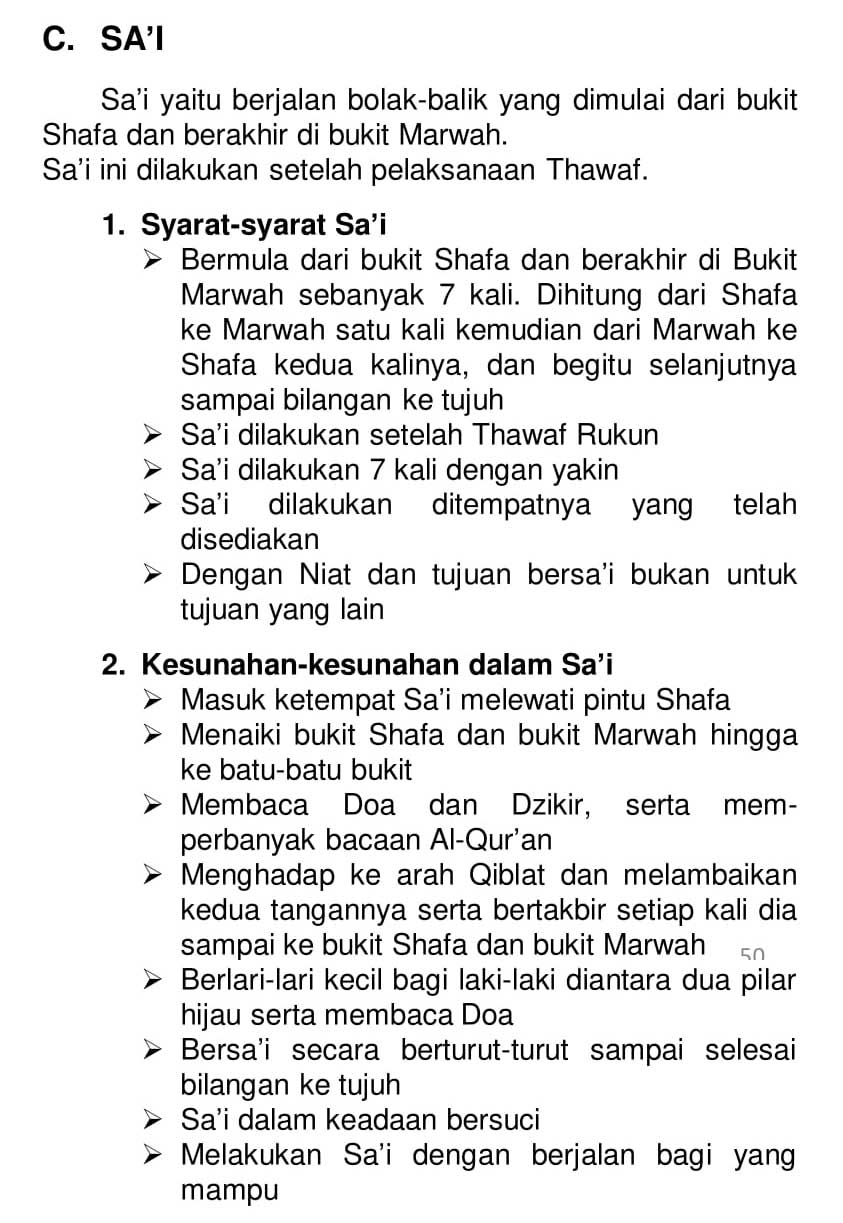 C. SA’I
Sa’i yaitu berjalan bolak-balik yang dimulai dari bukit
Shafa dan berakhir di bukit Marwah.
Sa’i ini dilakukan setelah pelaksanaan Thawaf.
1. Syarat-syarat Sa’i
➢ Bermula dari bukit Shafa dan berakhir di Bukit
Marwah sebanyak 7 kali. Dihitung dari Shafa
ke Marwah satu kali kemudian dari Marwah ke
Shafa kedua kalinya, dan begitu selanjutnya
sampai bilangan ke tujuh
➢ Sa’i dilakukan setelah Thawaf Rukun
➢ Sa’i dilakukan 7 kali dengan yakin
➢ Sa’i dilakukan ditempatnya yang telah
disediakan
➢ Dengan Niat dan tujuan bersa’i bukan untuk
tujuan yang lain
2. Kesunahan-kesunahan dalam Sa’i
➢ Masuk ketempat Sa’i melewati pintu Shafa
➢ Menaiki bukit Shafa dan bukit Marwah hingga
ke batu-batu bukit
➢ Membaca Doa dan Dzikir, serta mem-
perbanyak bacaan Al-Qur’an
➢ Menghadap ke arah Qiblat dan melambaikan
kedua tangannya serta bertakbir setiap kali dia
sampai ke bukit Shafa dan bukit Marwah 50
➢ Berlari-lari kecil bagi laki-laki diantara dua pilar
hijau serta membaca Doa
➢ Bersa’i secara berturut-turut sampai selesai
bilangan ke tujuh
➢ Sa’i dalam keadaan bersuci
➢ Melakukan Sa’i dengan berjalan bagi yang
mampu